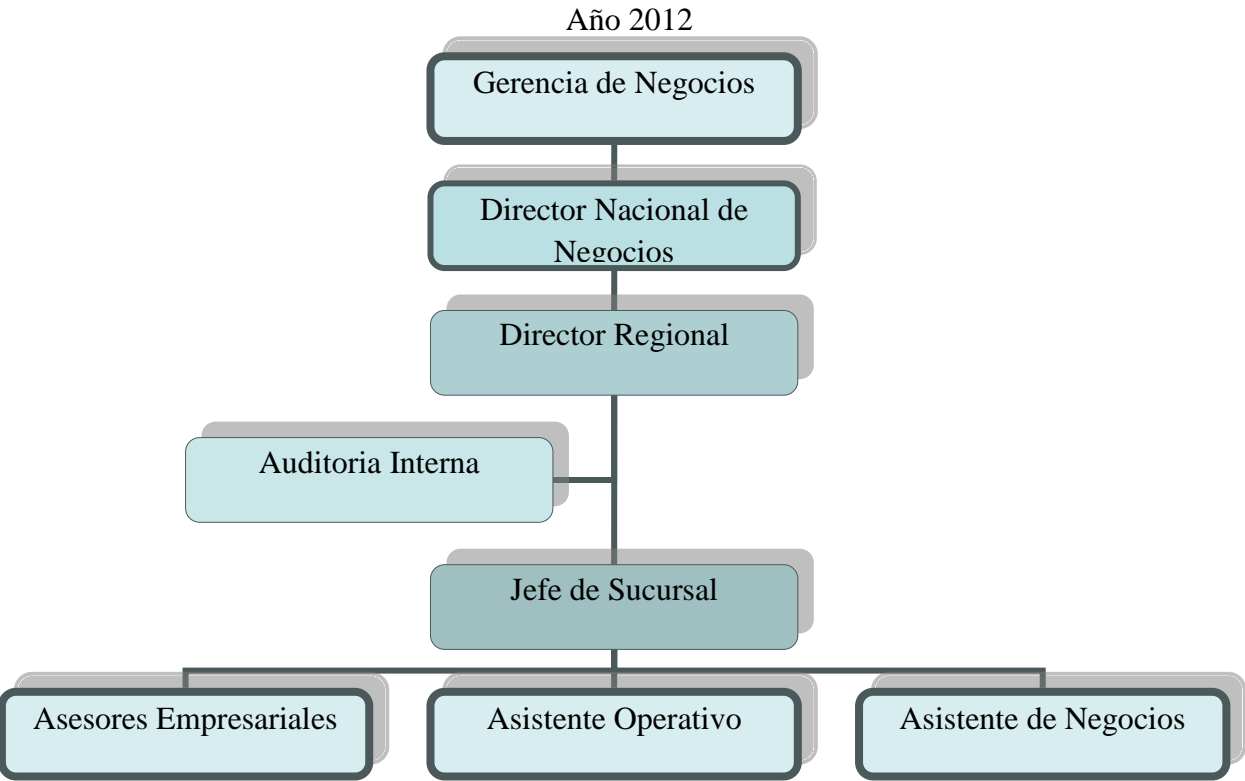 Año 2012
Gerencia de Negocios
Director Nacional de
Negocios
Director Regional
Auditoria Interna
Jefe de Sucursal
Asesores Empresariales
Asistente Operativo
Asistente de Negocios